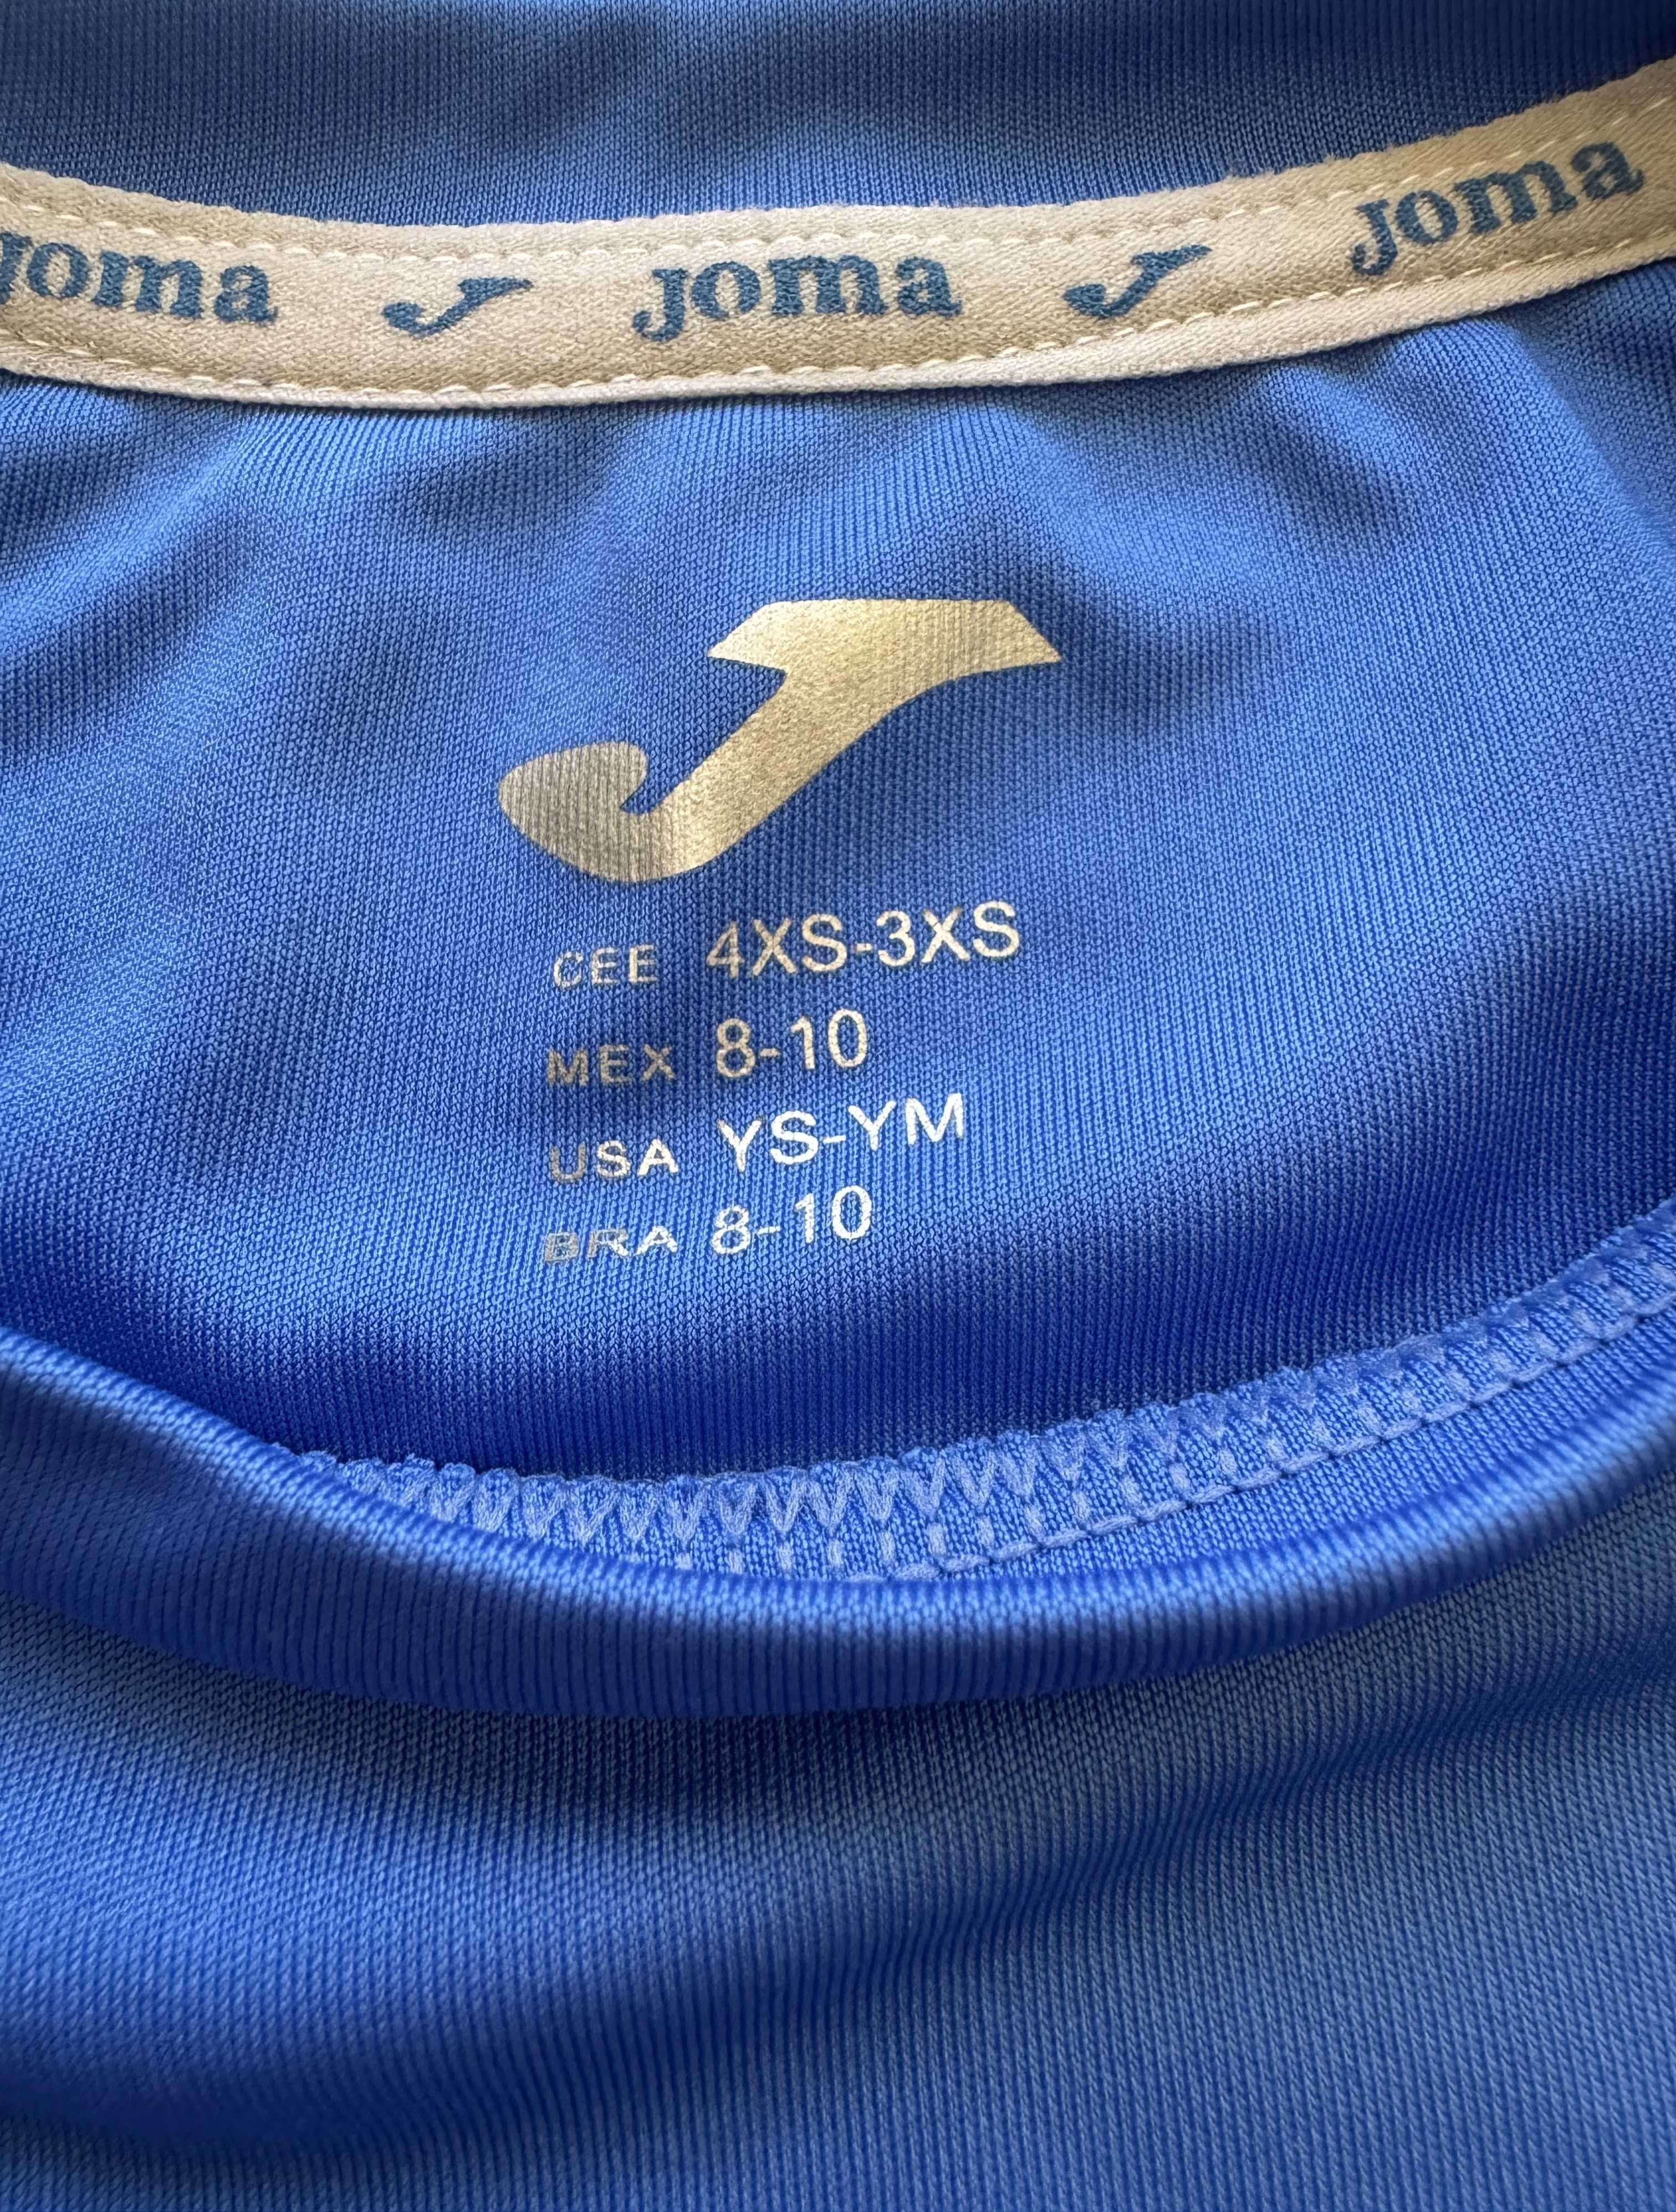 joma joma joma
CEE 4XS-3XS
MEX 8-10
USA YS-YM
BRA 8-10